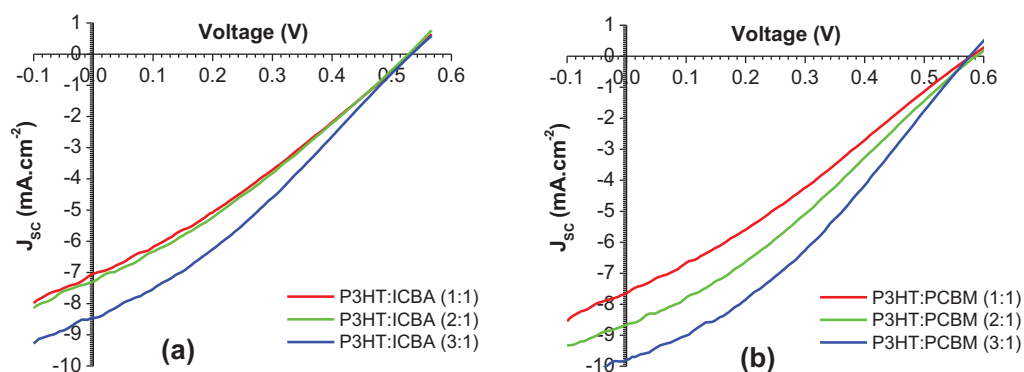 Voltage (V)
1
0
-1
-2
-3
-4
-5
-6
-7
-8
-9
-10
-0.1 0.0 0.1 0.2 0.3 0.4 0.5 0.6
J_SC (mA.cm⁻²)
P3HT:ICBA (1:1)
P3HT:ICBA (2:1)
P3HT:ICBA (3:1)
(a)
Voltage (V)
1
0
-1
-2
-3
-4
-5
-6
-7
-8
-9
-10
-0.1 0.0 0.1 0.2 0.3 0.4 0.5 0.6
J_SC (mA.cm⁻²)
P3HT:PCBM (1:1)
P3HT:PCBM (2:1)
P3HT:PCBM (3:1)
(b)